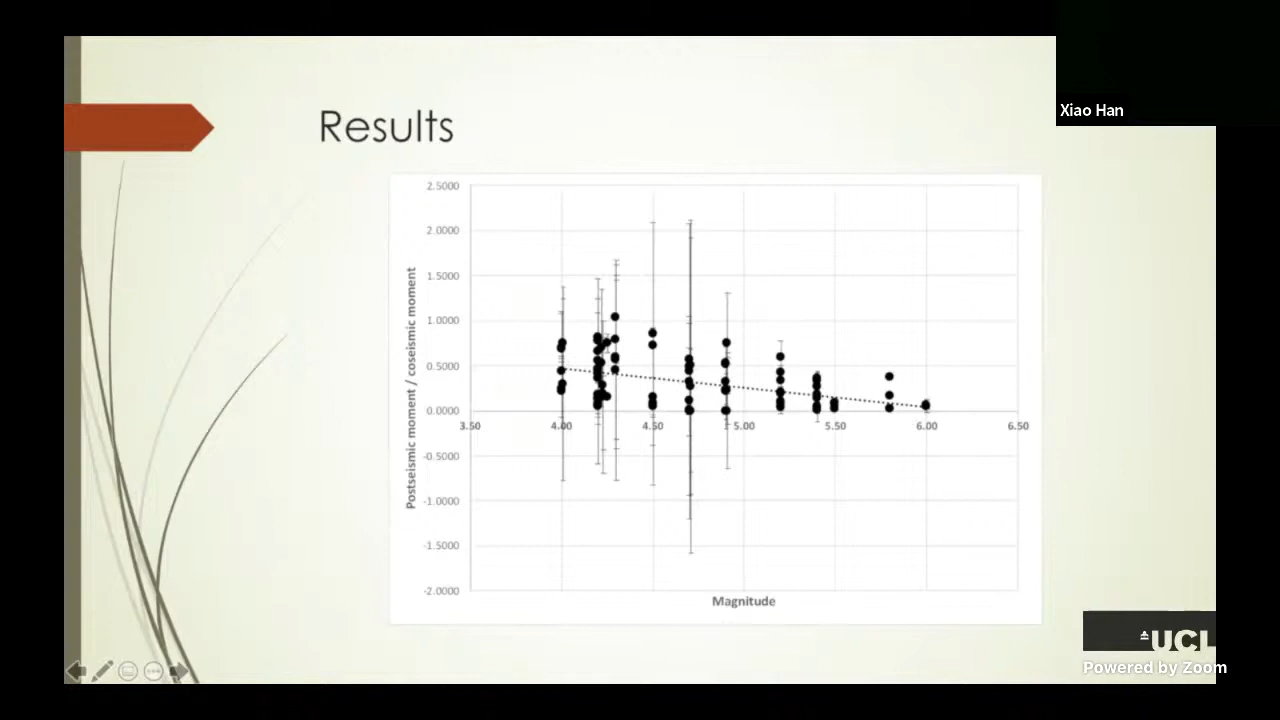 Xiao Han
Results
2.5000
2.0000
1.5000
1.0000
0.5000
0.0000
3.50 4.00 4.50 5.00 5.50 6.00 6.50
-0.5000
-1.0000
-1.5000
-2.0000
Postseismic moment / coseismic moment
Magnitude
UCL
Powered by Zoom